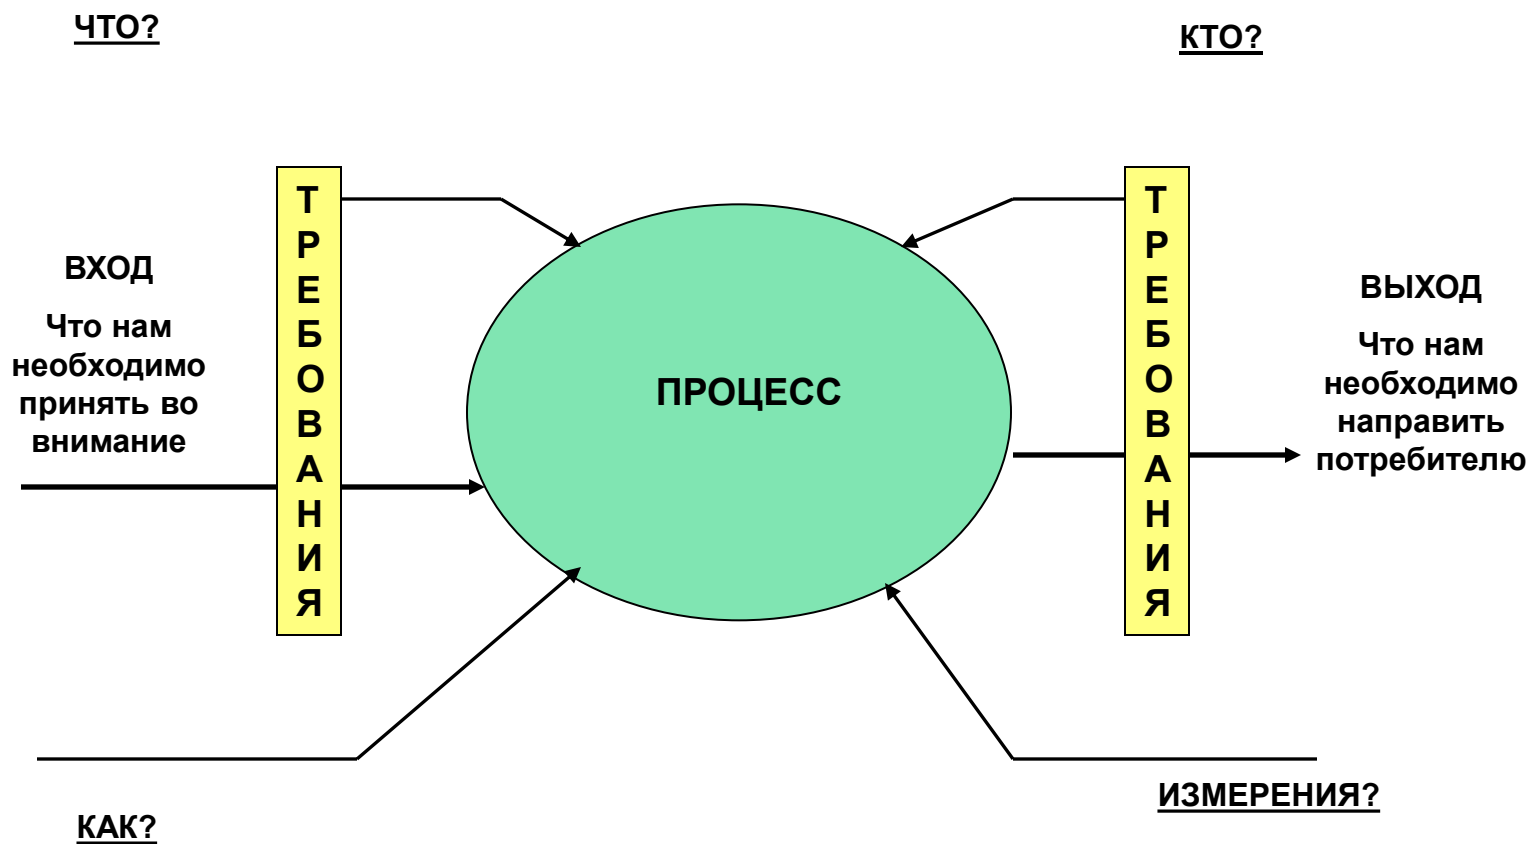 ЧТО?
КТО?
ТРЕБОВАНИЯ
ТРЕБОВАНИЯ
ВХОД
Что нам
необходимо
принять во
внимание
ПРОЦЕСС
ВЫХОД
Что нам
необходимо
направить
потребителю
ИЗМЕРЕНИЯ?
КАК?